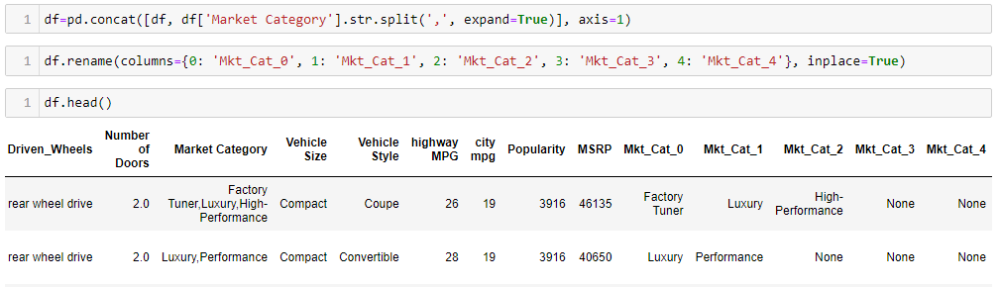 1 df=pd.concat([df, df['Market Category'].str.split(',', expand=True)], axis=1)
1 df.rename(columns={0: 'Mkt_Cat_0', 1: 'Mkt_Cat_1', 2: 'Mkt_Cat_2', 3: 'Mkt_Cat_3', 4: 'Mkt_Cat_4'}, inplace=True)
1 df.head()
Driven_Wheels Number of Doors Market Category Vehicle Size Vehicle Style highway MPG city mpg Popularity MSRP Mkt_Cat_0 Mkt_Cat_1 Mkt_Cat_2 Mkt_Cat_3 Mkt_Cat_4
rear wheel drive 2.0 Factory Tuner,Luxury,High-Performance Compact Coupe 26 19 3916 46135 Factory Tuner Luxury High-Performance None None
rear wheel drive 2.0 Luxury,Performance Compact Convertible 28 19 3916 40650 Luxury Performance None None None